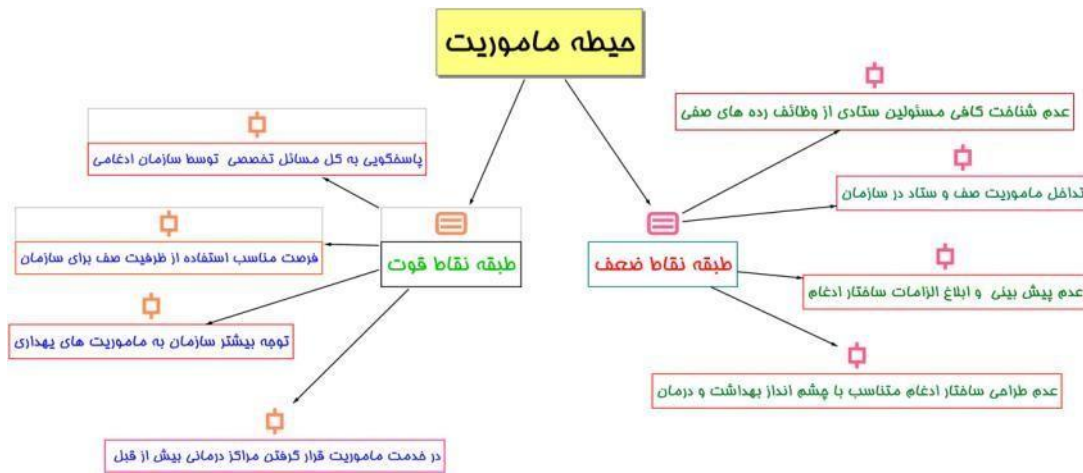 حیطه ماموریت
عدم شناخت کافی مسئولین ستادی از وظائف رده های صفی
تداخل ماموریت صف و ستاد در سازمان
طبقه نقاط ضعف
عدم پیش بینی و ابلاغ الزامات ساختار ادغام
عدم طراحی ساختار ادغام متناسب با چشم انداز بهداشت و درمان
پاسخگویی به کل مسائل تخصصی توسط سازمان ادغامی
طبقه نقاط قوت
فرصت مناسب استفاده از ظرفیت صف برای سازمان
توجه بیشتر سازمان به ماموریت های بهداری
در خدمت ماموریت قرار گرفتن مراکز درمانی بیش از قبل